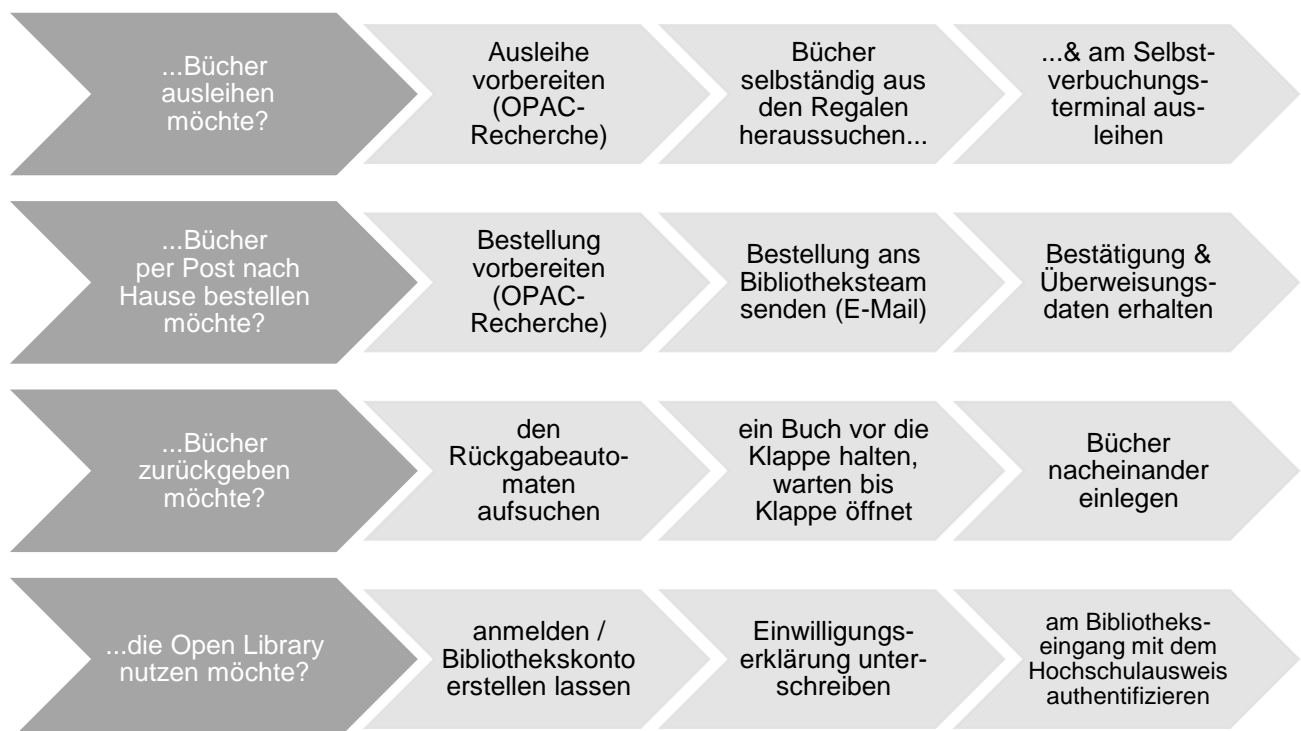 ...Bücher
ausleihen
möchte?
Ausleihe
vorbereiten
(OPAC-
Recherche)
Bücher
selbständig aus
den Regalen
heraussuchen...
...& am Selbst-
verbuchungs-
terminal aus-
leihen
...Bücher
per Post nach
Hause bestellen
möchte?
Bestellung
vorbereiten
(OPAC-
Recherche)
Bestellung ans
Bibliotheksteam
senden (E-Mail)
Bestätigung &
Überweisungs-
daten erhalten
...Bücher
zurückgeben
möchte?
den
Rückgabeauto-
maten
aufsuchen
ein Buch vor die
Klappe halten,
warten bis
Klappe öffnet
Bücher
nacheinander
einlegen
...die Open Library
nutzen möchte?
anmelden /
Bibliothekskonto
erstellen lassen
Einwilligungs-
erklärung unter-
schreiben
am Bibliotheks-
eingang mit dem
Hochschulausweis
authentifizieren